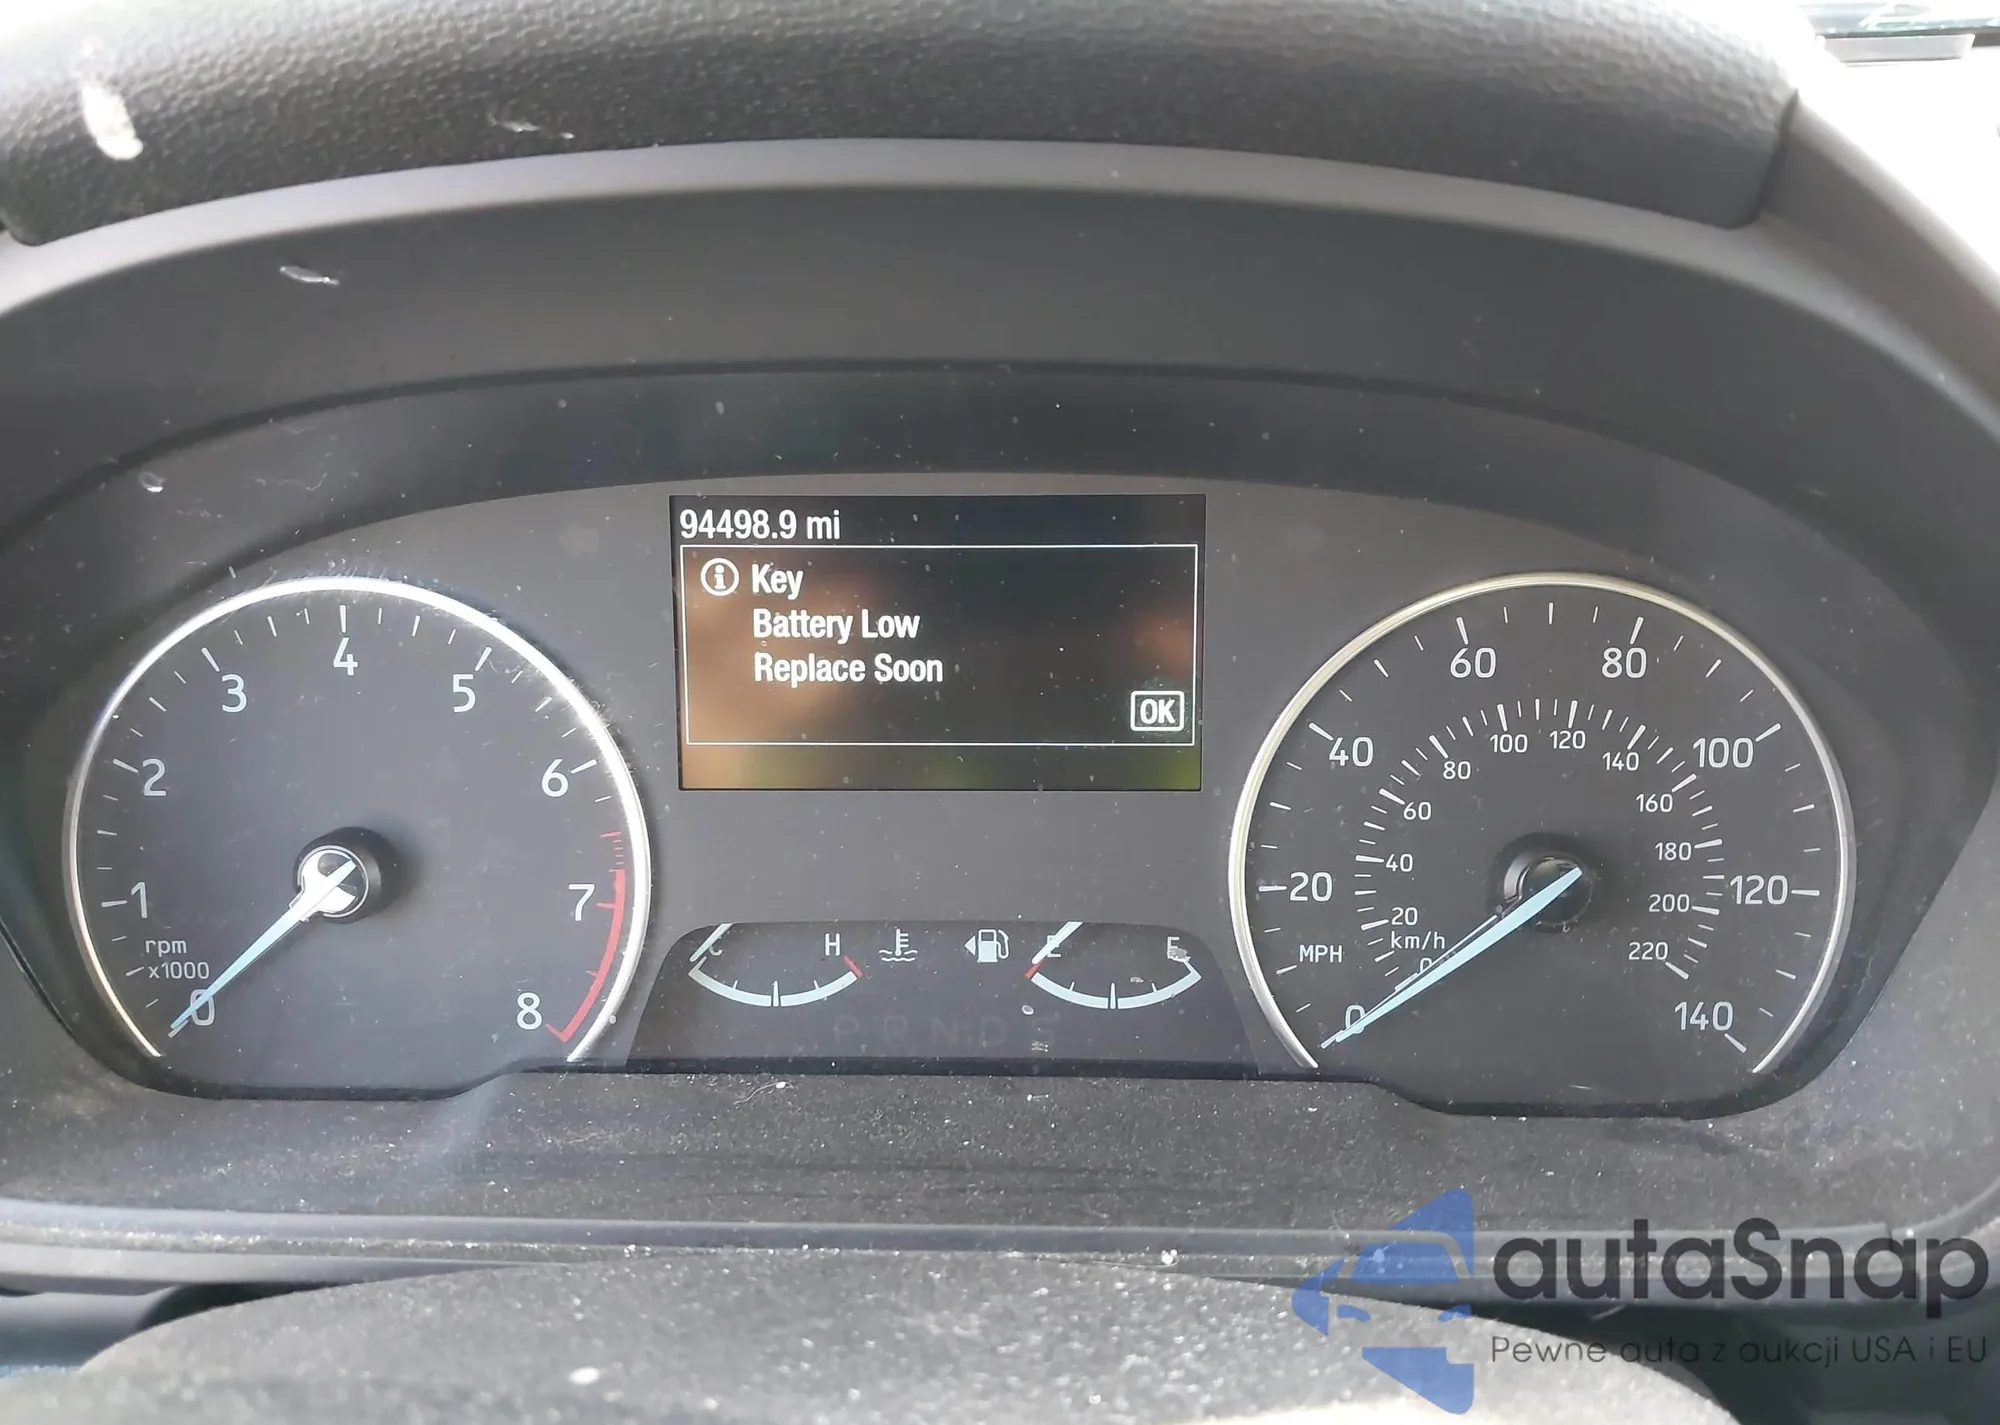 94498.9 mi
Key
Battery Low
Replace Soon
OK
0 1 2 3 4 5 6 7 8
rpm
x1000
C H
E
P R N D S
0 20 40 60 80 100 120 140
MPH
0 20 40 60 80 100 120 140 160 180 200 220
km/h
autaSnap
Pewne auta z aukcji USA i EU